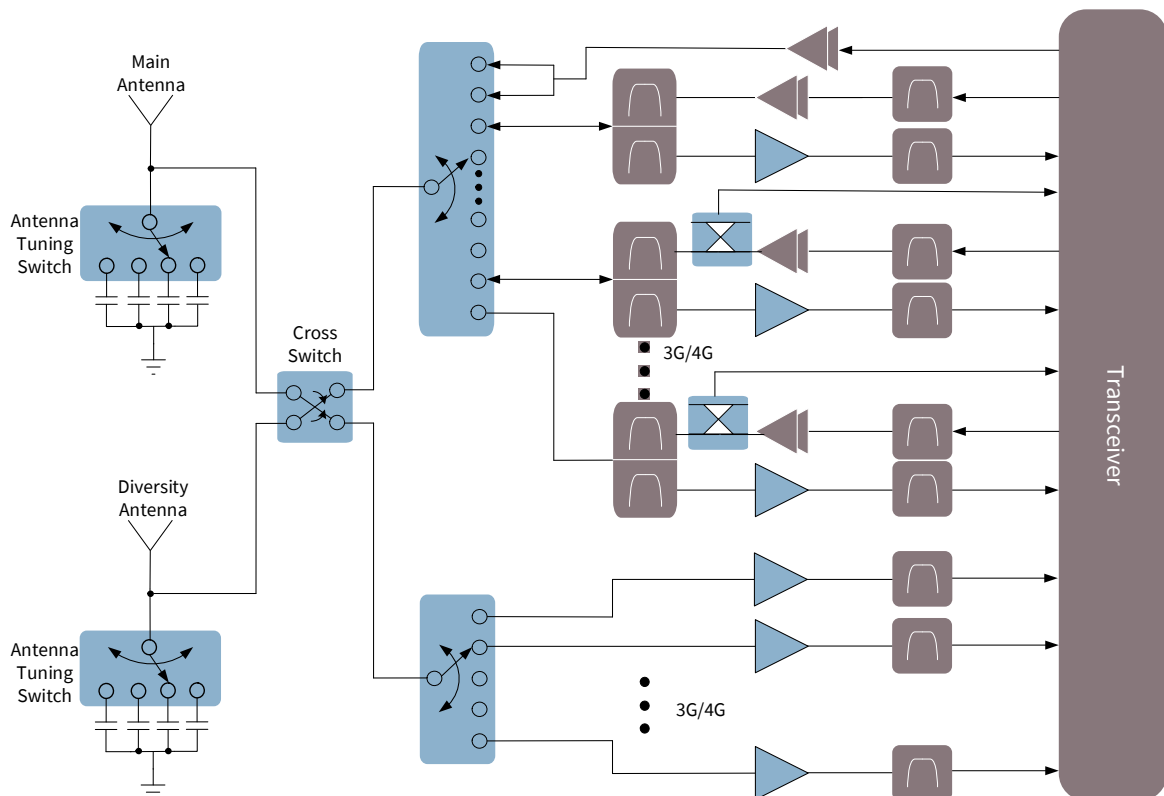 Main
Antenna
Antenna
Tuning
Switch
Cross
Switch
3G/4G
Transceiver
Diversity
Antenna
Antenna
Tuning
Switch
3G/4G